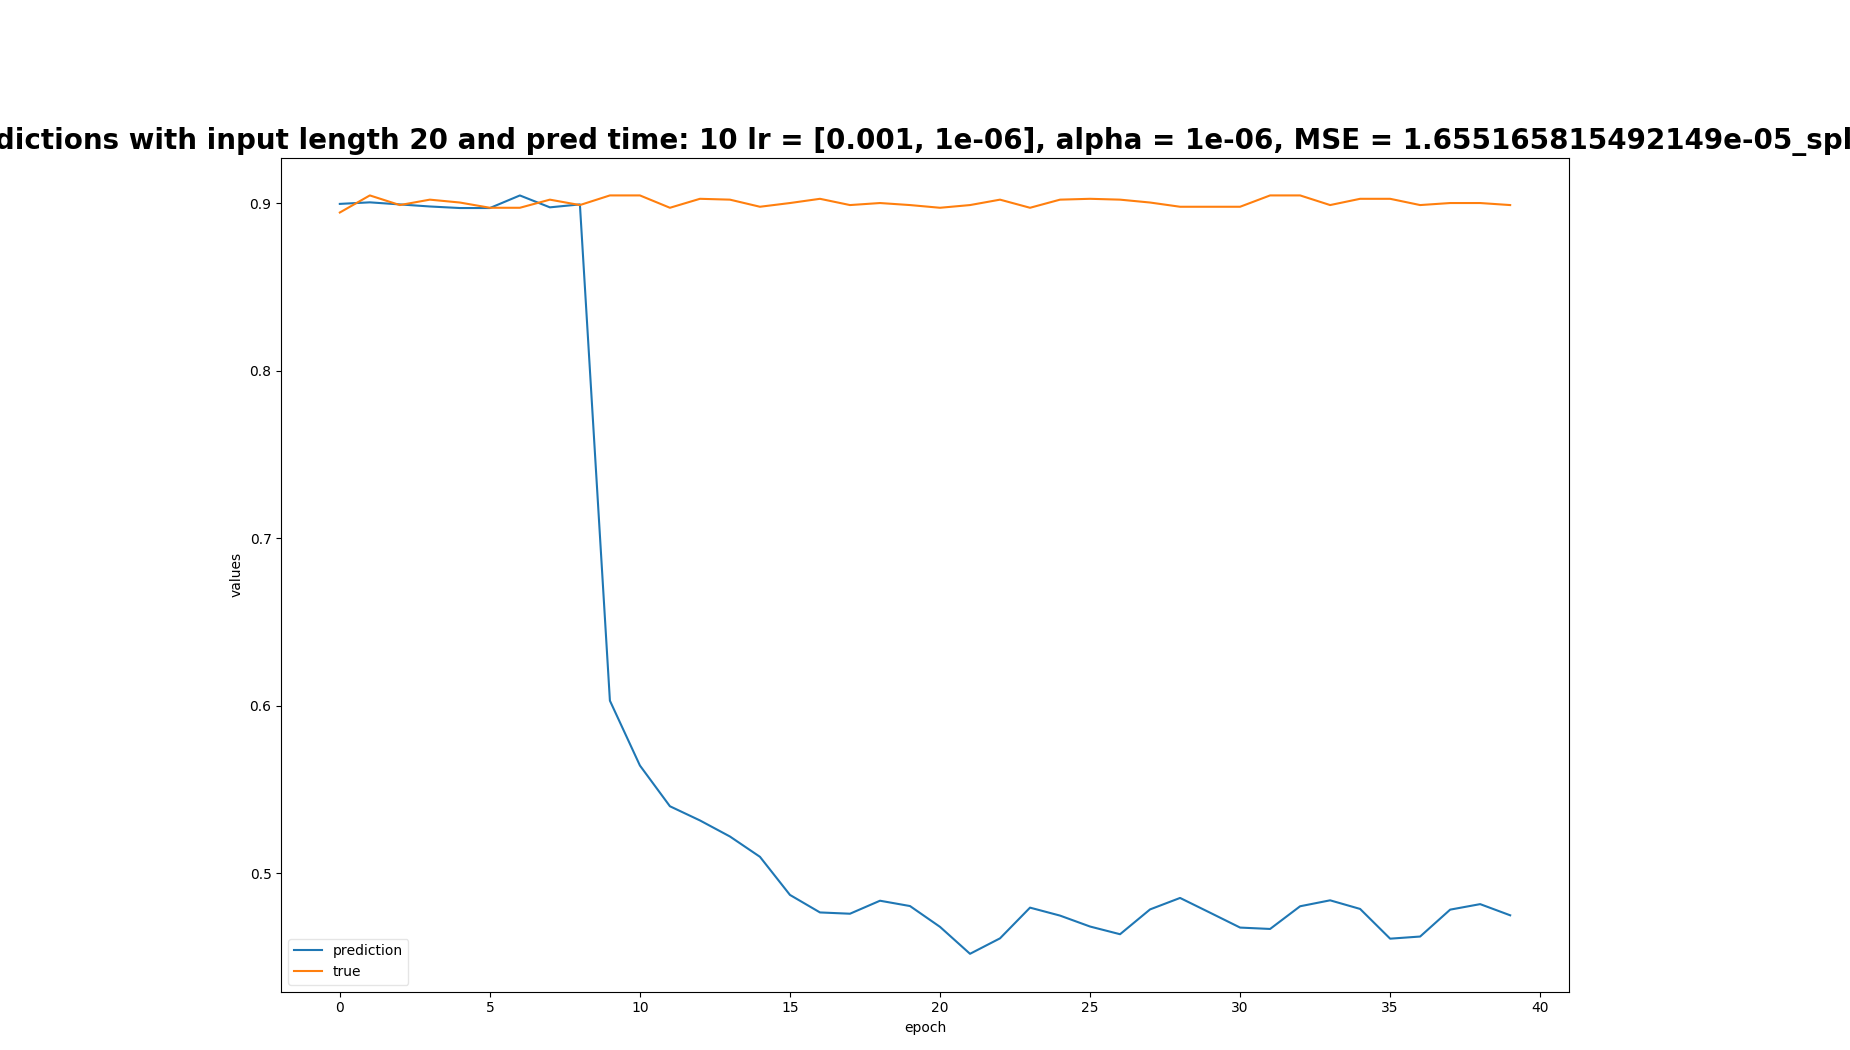 dictions with input length 20 and pred time: 10 lr = [0.001, 1e-06], alpha = 1e-06, MSE = 1.655165815492149e-05_spl
0.9
0.8
0.7
0.6
0.5
values
prediction
true
0 5 10 15 20 25 30 35 40
epoch